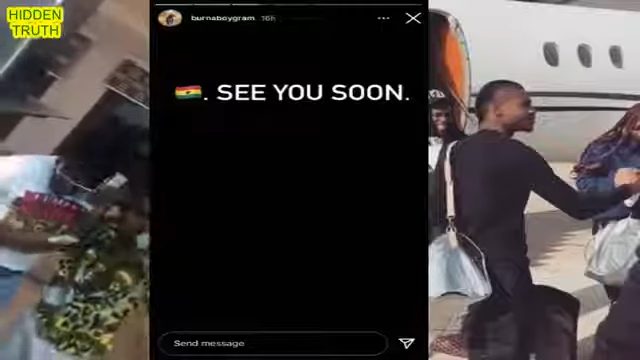 HIDDEN
TRUTH
burnaboygram 16h
. SEE YOU SOON.
Send message